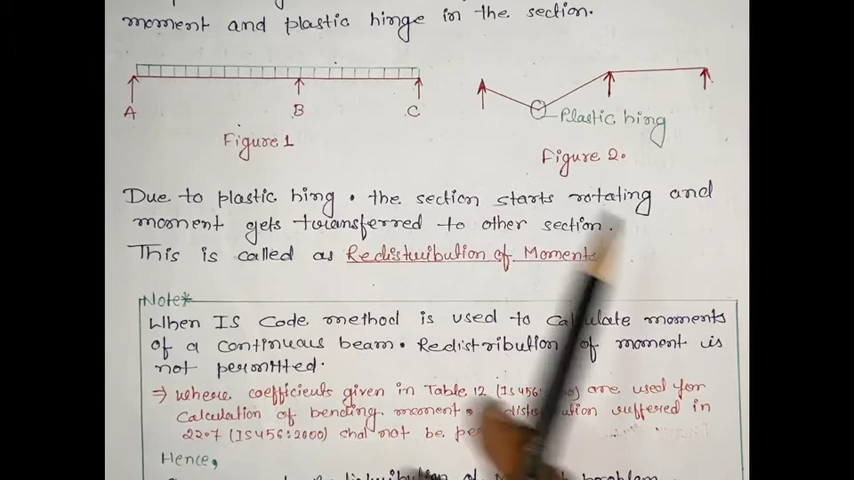 moment and plastic hinge in the section.
A
B
C
Figure 1
Plastic hing
Figure 2.
Due to plastic hing. the section starts rotating and
moment gets transferred to other section.
This is called as Redistribution of Moments
Note*
When IS Code method is used to calculate moments
of a continuous beam. Redistribution of moment is
not permitted.
⇒ where coefficients given in Table 12 (IS456: are used for
Calculation of bending moment. suffered in
22.7 (IS456:2000) shal not be
Hence,